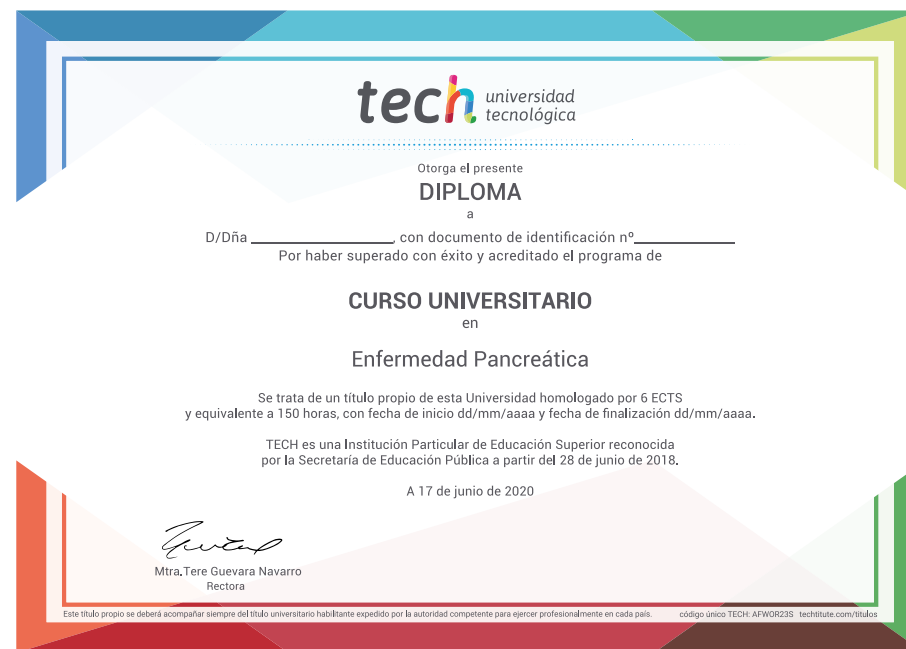 tech universidad
tecnológica
Otorga el presente
DIPLOMA
a
D/Dña ____________________, con documento de identificación nº______________
Por haber superado con éxito y acreditado el programa de
CURSO UNIVERSITARIO
en
Enfermedad Pancreática
Se trata de un título propio de esta Universidad homologado por 6 ECTS
y equivalente a 150 horas, con fecha de inicio dd/mm/aaaa y fecha de finalización dd/mm/aaaa.
TECH es una Institución Particular de Educación Superior reconocida
por la Secretaría de Educación Pública a partir del 28 de junio de 2018.
A 17 de junio de 2020
Mtra.Tere Guevara Navarro
Rectora
Este título propio se deberá acompañar siempre del título universitario habilitante expedido por la autoridad competente para ejercer profesionalmente en cada país. código único TECH: AFWOR23S techtitute.com/titulos